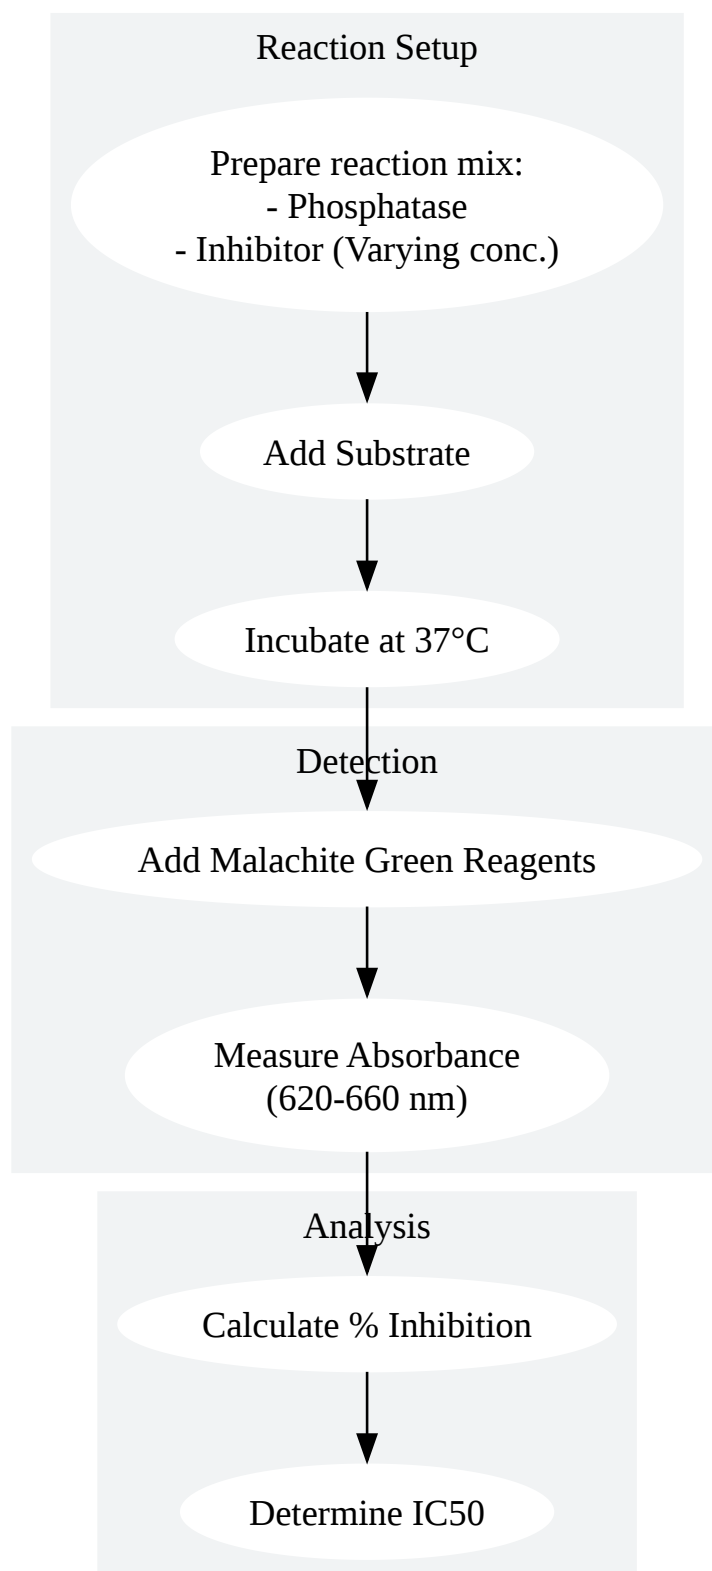 Reaction Setup
Prepare reaction mix:
- Phosphatase
- Inhibitor (Varying conc.)
Add Substrate
Incubate at 37°C
Detection
Add Malachite Green Reagents
Measure Absorbance
(620-660 nm)
Analysis
Calculate % Inhibition
Determine IC50